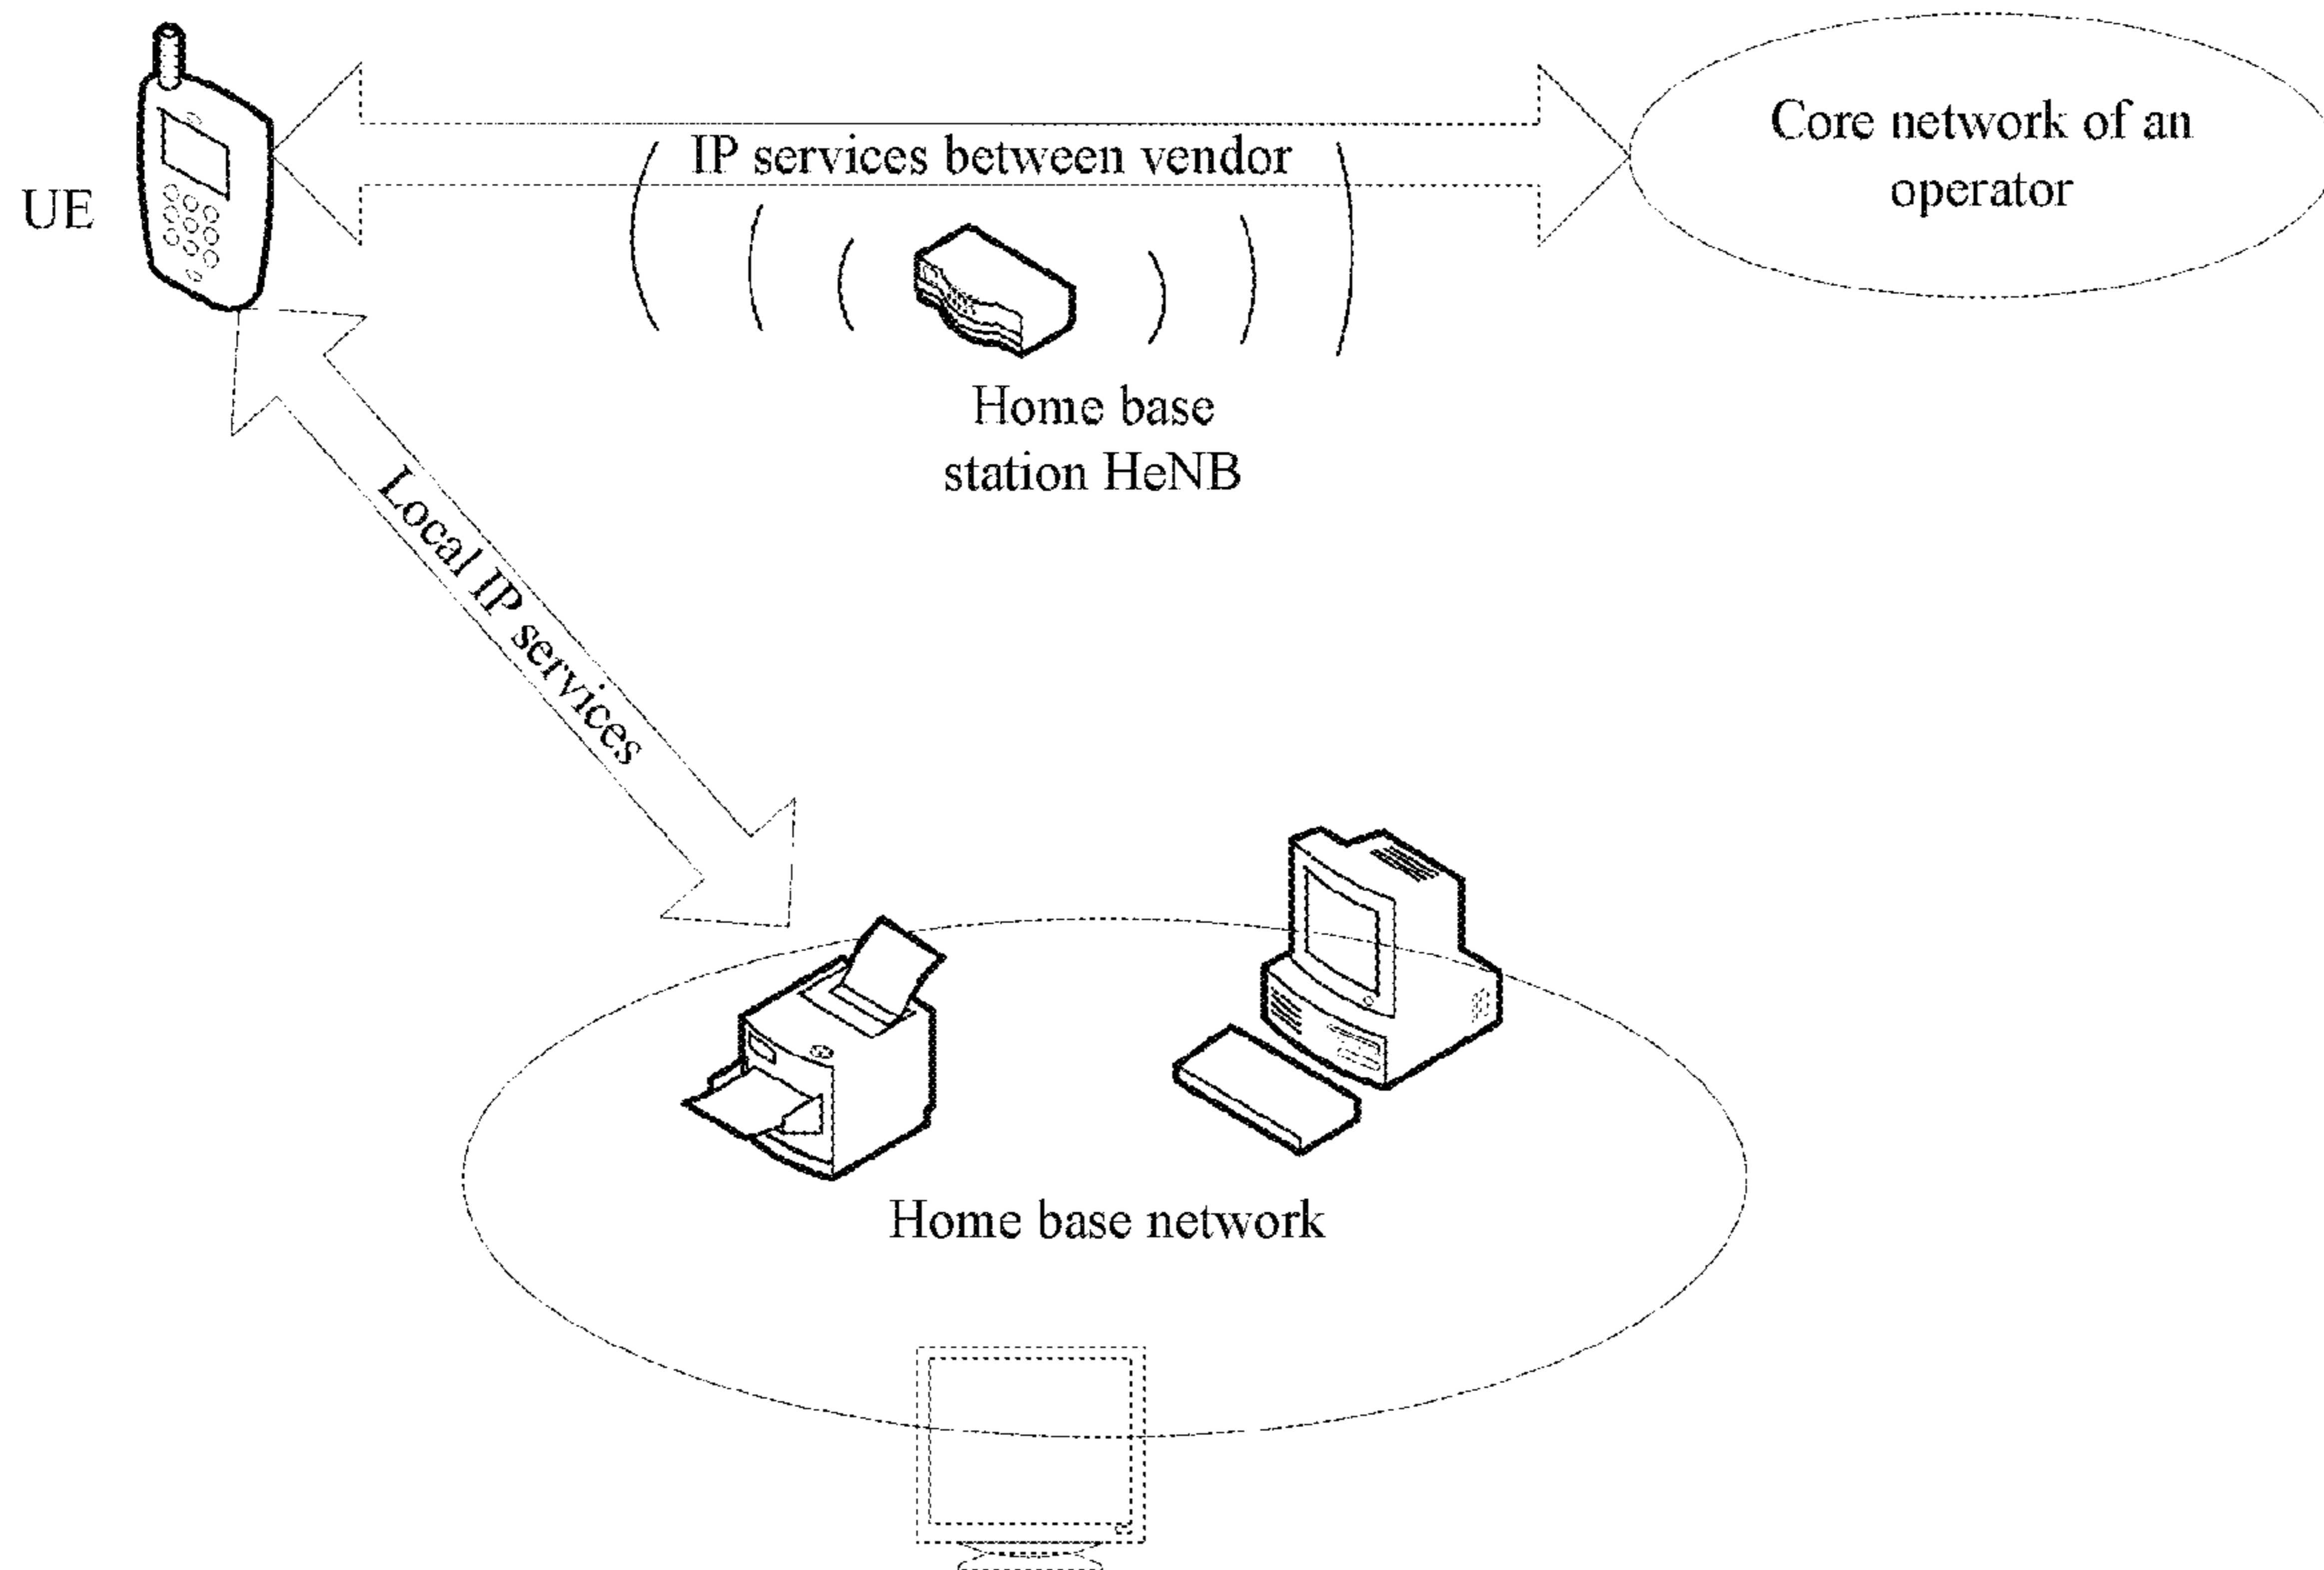 Core network of an
operator
IP services between vendor
UE
Home base
station HeNB
Local IP services
Home base network